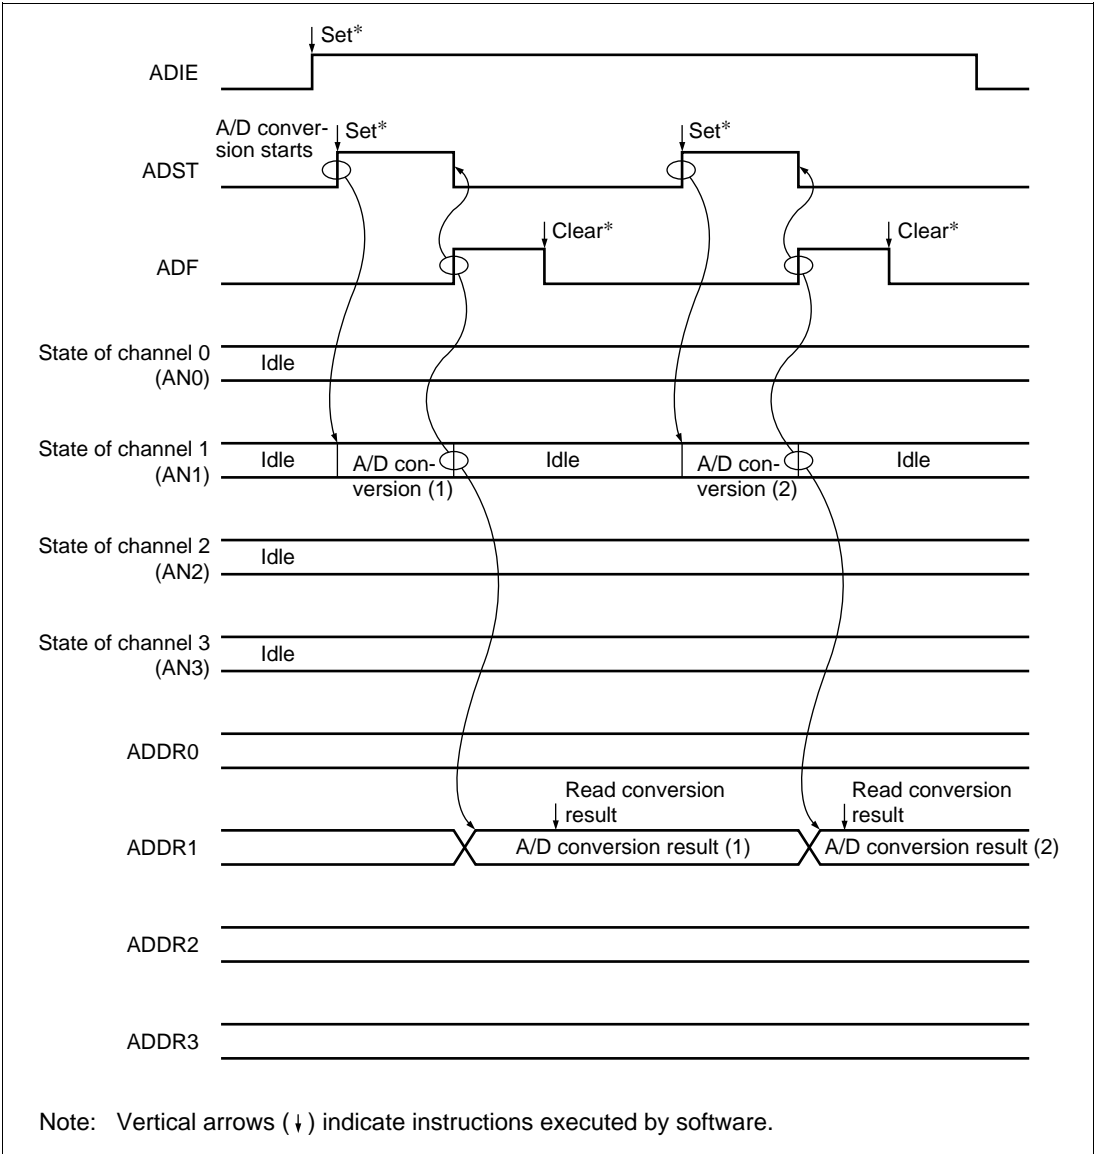 Set*
ADIE
A/D conver-
sion starts
Set*
Set*
ADST
Clear*
Clear*
ADF
State of channel 0
(AN0)
Idle
State of channel 1
(AN1)
Idle
A/D con-
version (1)
Idle
A/D con-
version (2)
Idle
State of channel 2
(AN2)
Idle
State of channel 3
(AN3)
Idle
ADDR0
Read conversion
result
Read conversion
result
ADDR1
A/D conversion result (1)
A/D conversion result (2)
ADDR2
ADDR3
Note: Vertical arrows (↓) indicate instructions executed by software.